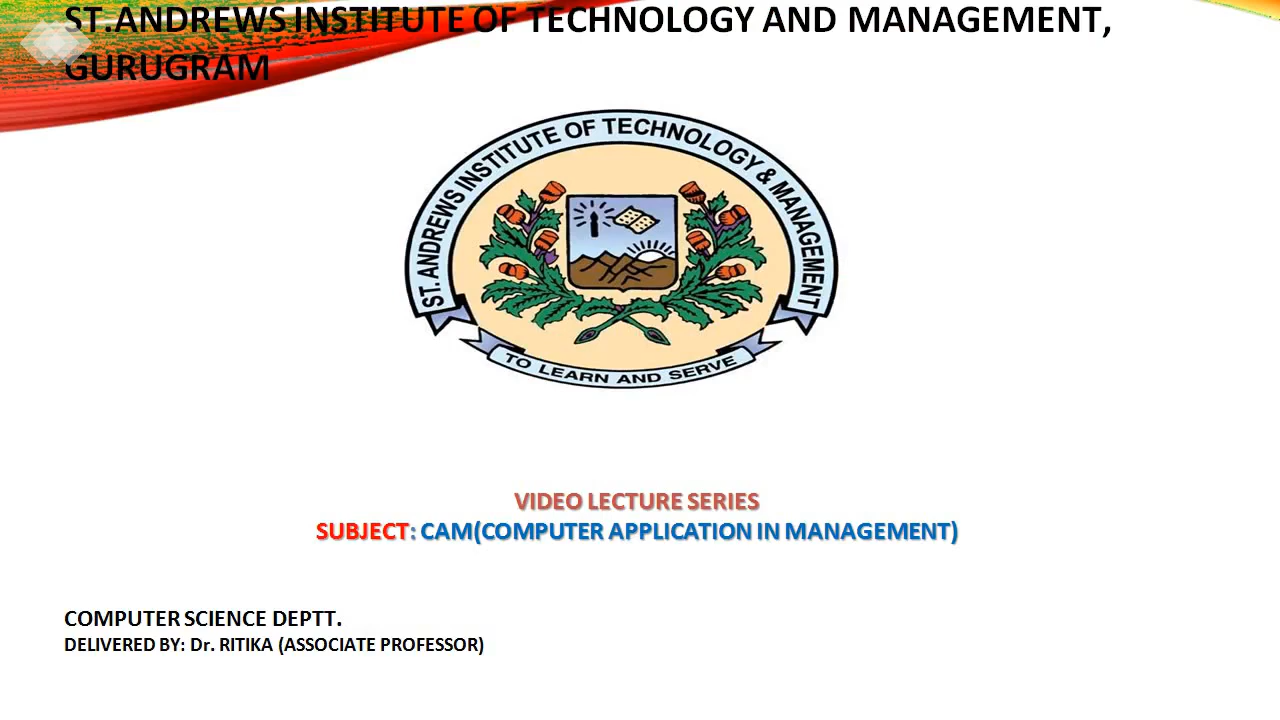 ST.ANDREWS INSTITUTE OF TECHNOLOGY AND MANAGEMENT,
GURUGRAM
ST. ANDREWS INSTITUTE OF TECHNOLOGY & MANAGEMENT
TO LEARN AND SERVE
VIDEO LECTURE SERIES
SUBJECT: CAM(COMPUTER APPLICATION IN MANAGEMENT)
COMPUTER SCIENCE DEPTT.
DELIVERED BY: Dr. RITIKA (ASSOCIATE PROFESSOR)